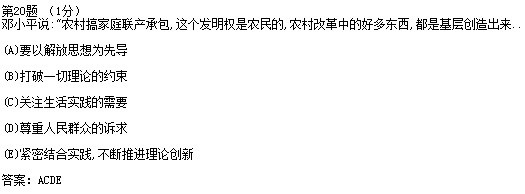 第20题 （1分）
邓小平说:"农村搞家庭联产承包,这个发明权是农民的,农村改革中的好多东西,都是基层创造出来..
(A)要以解放思想为先导
(B)打破一切理论的约束
(C)关注生活实践的需要
(D)尊重人民群众的诉求
(E)紧密结合实践,不断推进理论创新
答案：ACDE